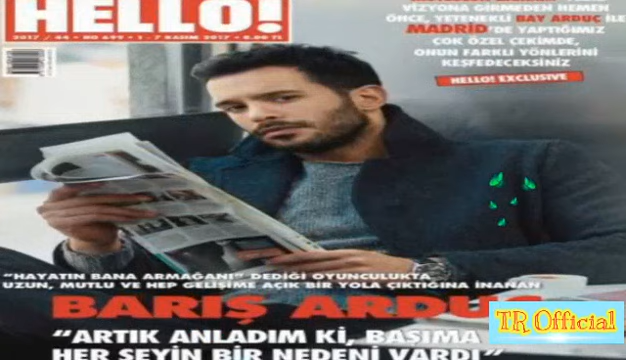 HELLO!
2017 / 44 • NO 699 • 1 - 7 KASIM 2017 • 8.00 TL
VİZYONA GİRMEDEN HEMEN
ÖNCE, YETENEKLİ BAY ARDUÇ İLE
MADRİD'DE YAPTIĞIMIZ
ÇOK ÖZEL ÇEKİMDE,
ONUN FARKLI YÖNLERİNİ
KEŞFEDECEKSİNİZ
HELLO! EXCLUSIVE
"HAYATIN BANA ARMAĞANI" DEDİĞİ OYUNCULUKTA
UZUN, MUTLU VE HEP GELİŞİME AÇIK BİR YOLA ÇIKTIĞINA İNANAN
BARIŞ ARDUÇ
"ARTIK ANLADIM Kİ, BAŞIMA
HER ŞEYİN BİR NEDENİ VARDI"
TR Official